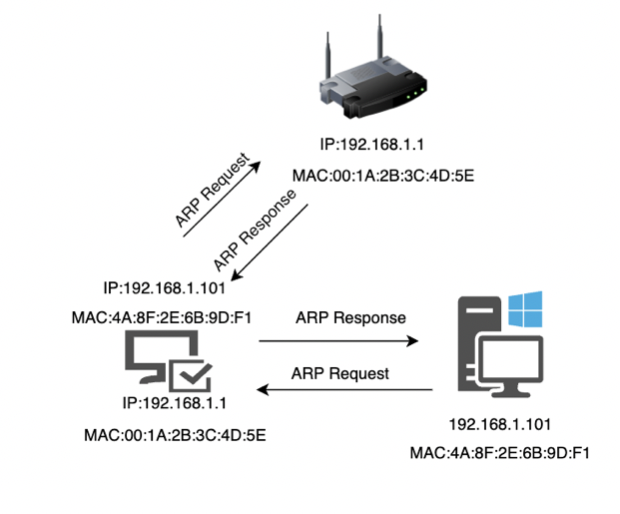 IP:192.168.1.1
MAC:00:1A:2B:3C:4D:5E
ARP Request
ARP Response
IP:192.168.1.101
MAC:4A:8F:2E:6B:9D:F1
ARP Response
ARP Request
IP:192.168.1.1
MAC:00:1A:2B:3C:4D:5E
192.168.1.101
MAC:4A:8F:2E:6B:9D:F1